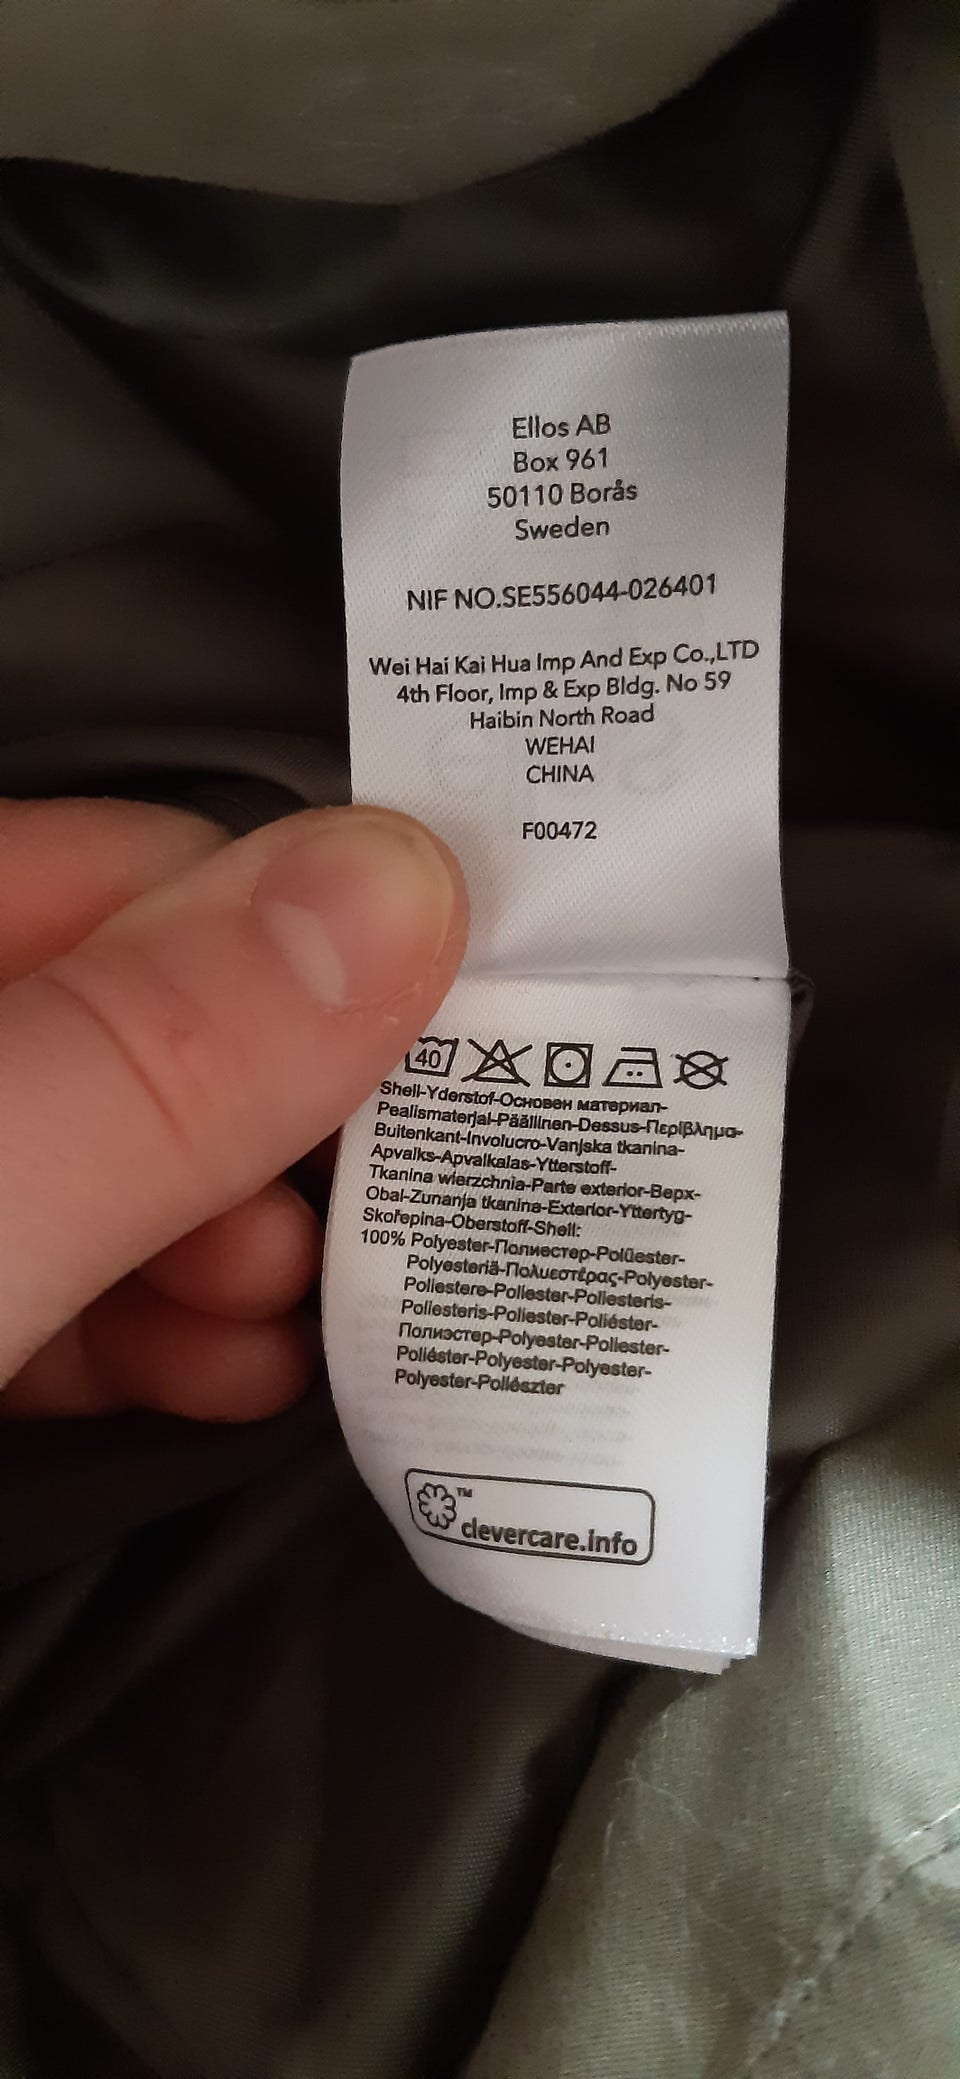 Ellos AB
Box 961
50110 Borås
Sweden
NIF NO.SE556044-026401
Wei Hai Kai Hua Imp And Exp Co.,LTD
4th Floor, Imp & Exp Bldg. No 59
Haibin North Road
WEHAI
CHINA
F00472
40
Shell-Yderstof-Основен материал-
Pealismaterjal-Päällinen-Dessus-Περίβλημα-
Buitenkant-Involucro-Vanjska tkanina-
Apvalks-Apvalkalas-Ytterstoff-
Tkanina wierzchnia-Parte exterior-Верх-
Obal-Zunanja tkanina-Exterior-Yttertyg-
Skořepina-Oberstoff-Shell:
100% Polyester-Полиестер-Polüester-
Polyesteriä-Πολυεστέρας-Polyester-
Poliestere-Poliester-Poliesteris-
Poliesteris-Poliester-Poliéster-
Полиэстер-Polyester-Poliester-
Poliéster-Polyester-Polyester-
Polyester-Poliészter
TM
clevercare.info